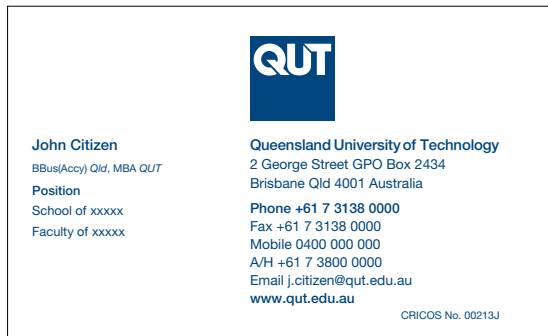 QUT
John Citizen
BBus(Accy) Qld, MBA QUT
Position
School of xxxxx
Faculty of xxxxx
Queensland University of Technology
2 George Street GPO Box 2434
Brisbane Qld 4001 Australia
Phone +61 7 3138 0000
Fax +61 7 3138 0000
Mobile 0400 000 000
A/H +61 7 3800 0000
Email j.citizen@qut.edu.au
www.qut.edu.au
CRICOS No. 00213J